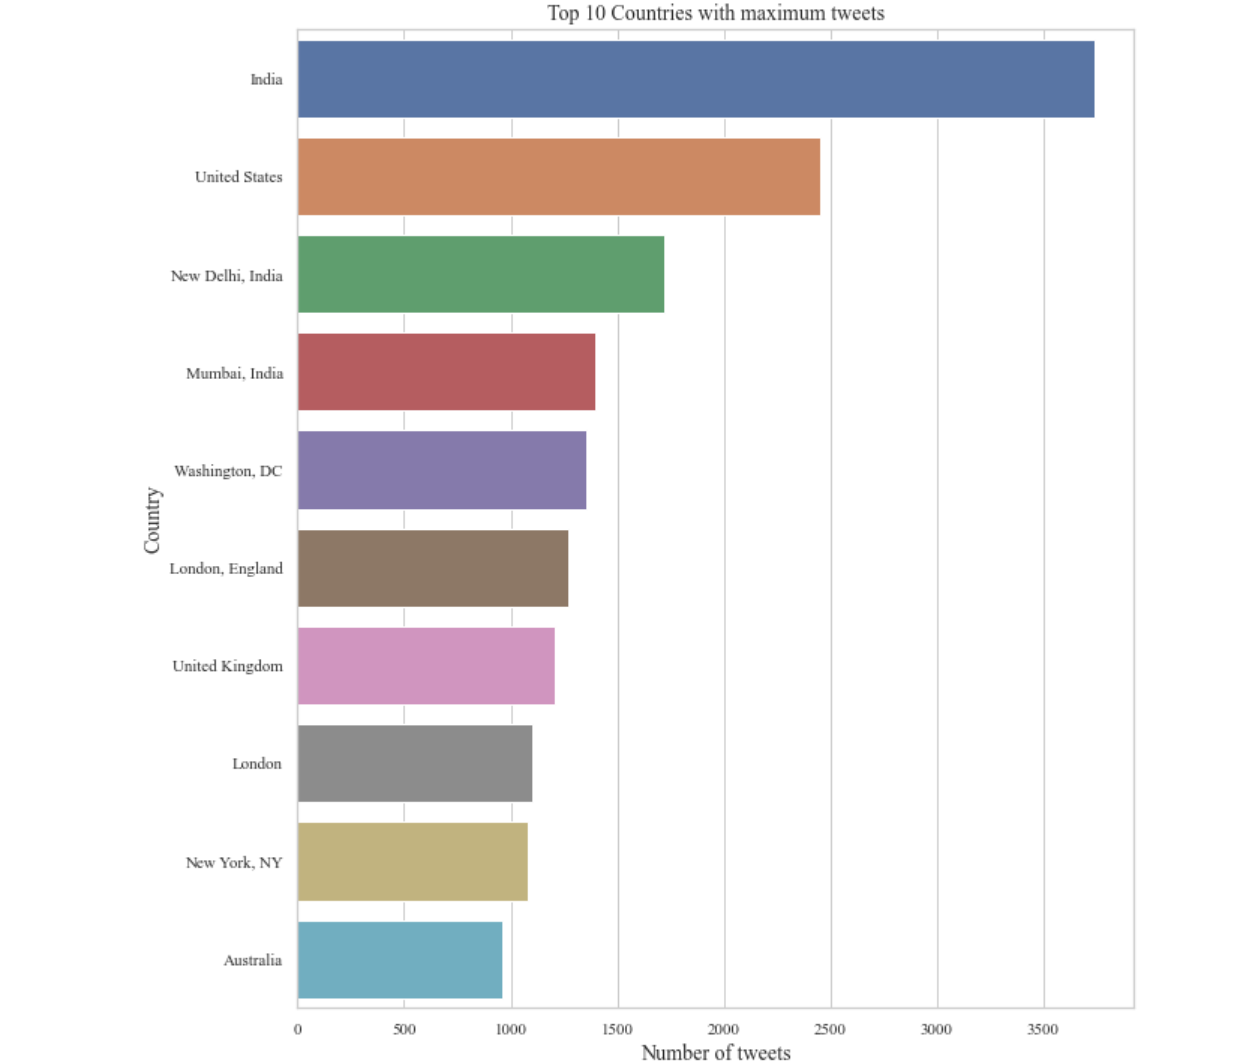 Top 10 Countries with maximum tweets
India
United States
New Delhi, India
Mumbai, India
Washington, DC
London, England
United Kingdom
London
New York, NY
Australia
Country
0 500 1000 1500 2000 2500 3000 3500
Number of tweets